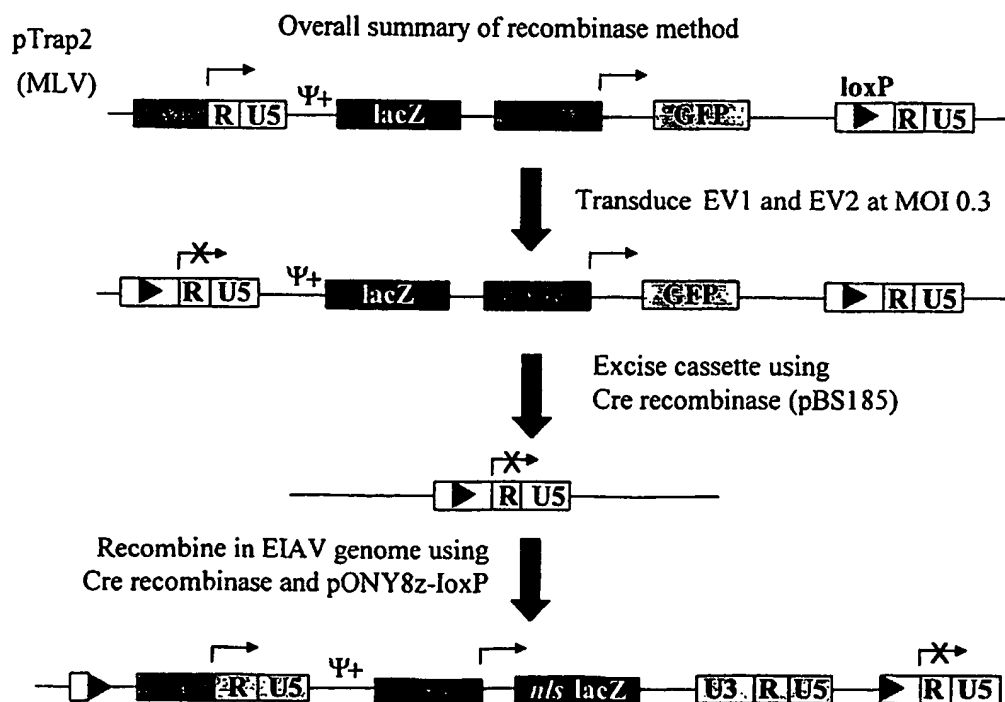 Overall summary of recombinase method
pTrap2
(MLV)
R U5 Ψ+ lacZ GFP loxP R U5
Transduce EV1 and EV2 at MOI 0.3
X
R U5 Ψ+ lacZ GFP R U5
Excise cassette using
Cre recombinase (pBS185)
X
R U5
Recombine in EIAV genome using
Cre recombinase and pONY8z-loxP
X
R U5 Ψ+ nls lacZ U3 R U5 R U5